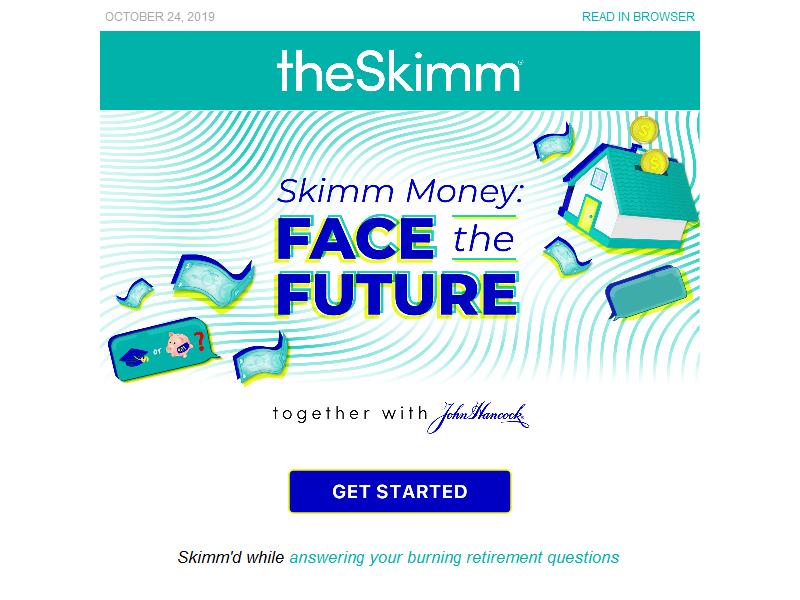 OCTOBER 24, 2019 READ IN BROWSER
theSkimm
Skimm Money:
FACE the
FUTURE
or ?
together with John Hancock
GET STARTED
Skimm'd while answering your burning retirement questions